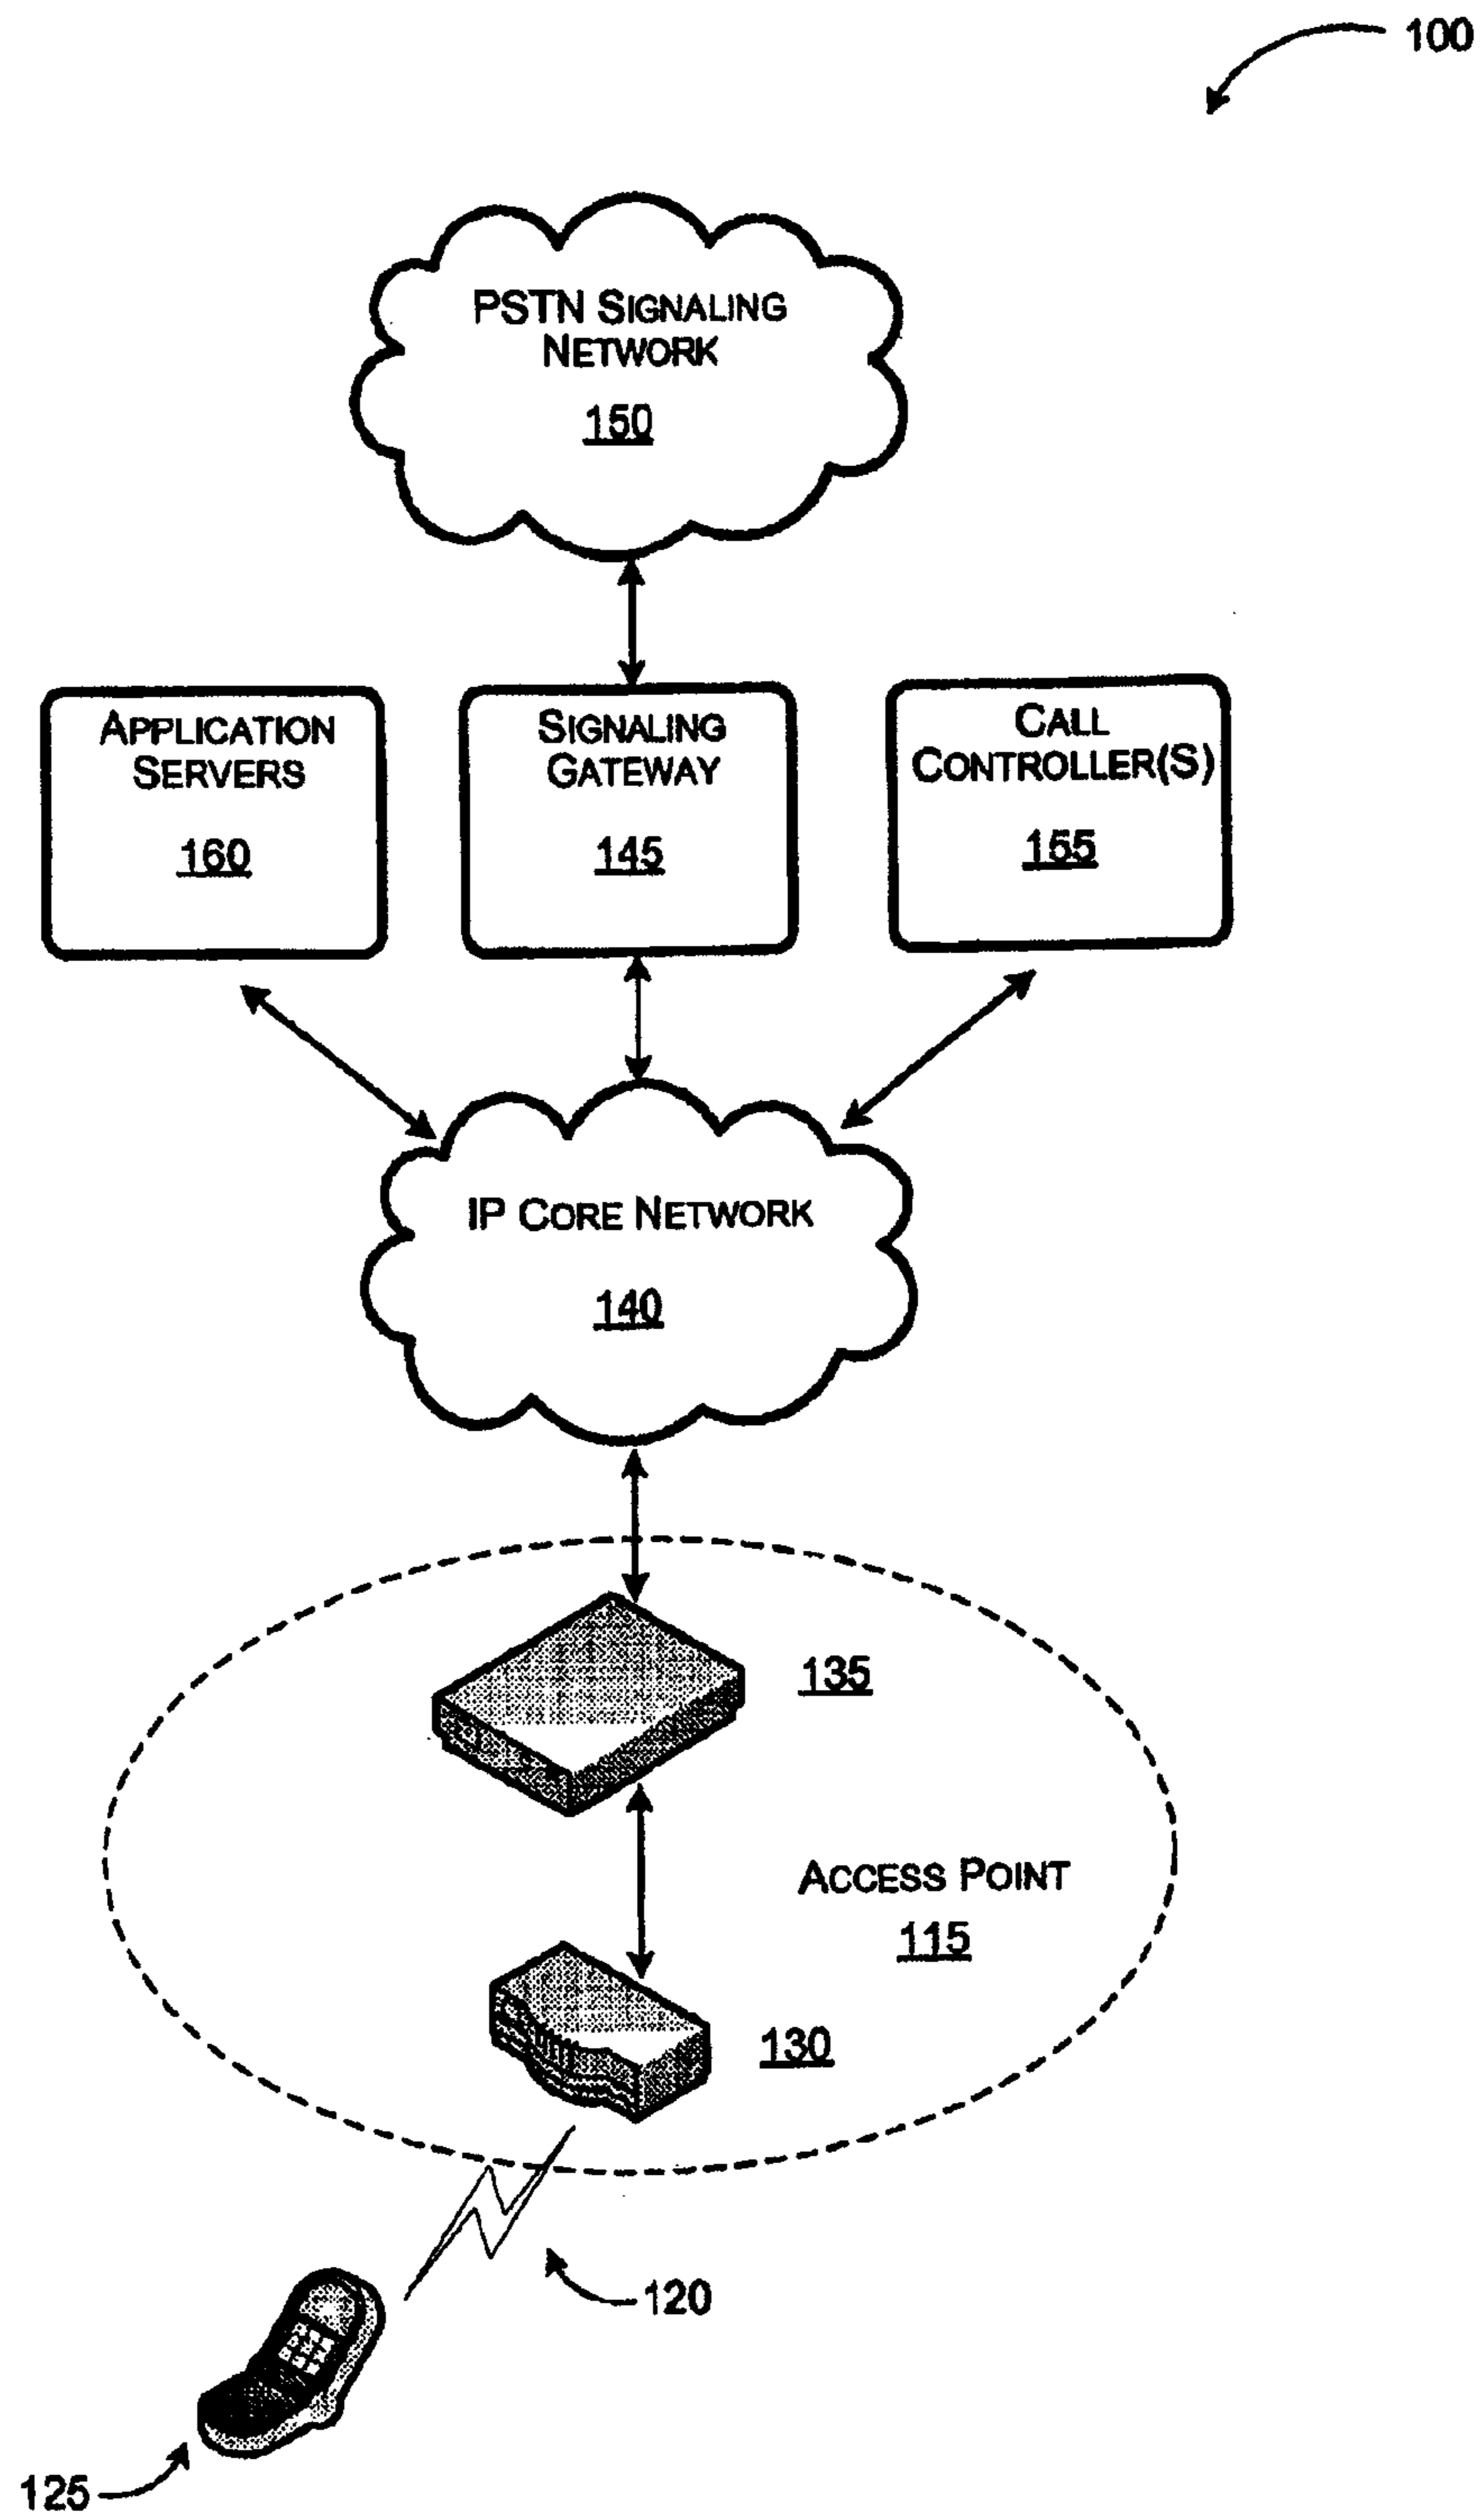 100
PSTN SIGNALING
NETWORK
150
APPLICATION
SERVERS
160
SIGNALING
GATEWAY
145
CALL
CONTROLLER(S)
155
IP CORE NETWORK
140
135
ACCESS POINT
115
130
120
125